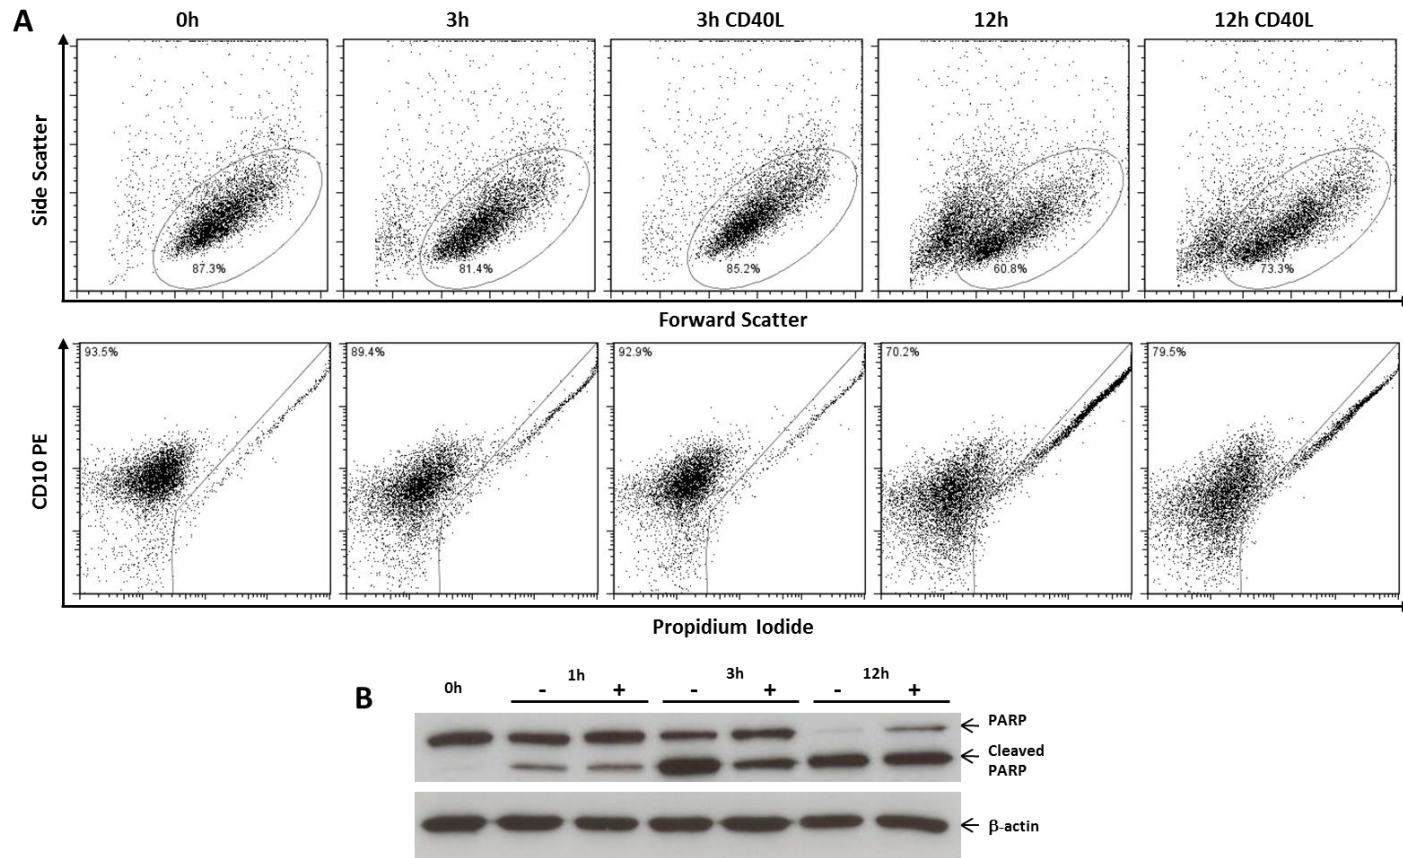 A
0h
3h
3h CD40L
12h
12h CD40L
Side Scatter
87.3%
81.4%
85.2%
60.8%
73.3%
Forward Scatter
CD10 PE
93.5%
89.4%
92.9%
70.2%
79.5%
Propidium Iodide
B
0h
1h
3h
12h
- + - + - +
PARP
Cleaved
PARP
β-actin